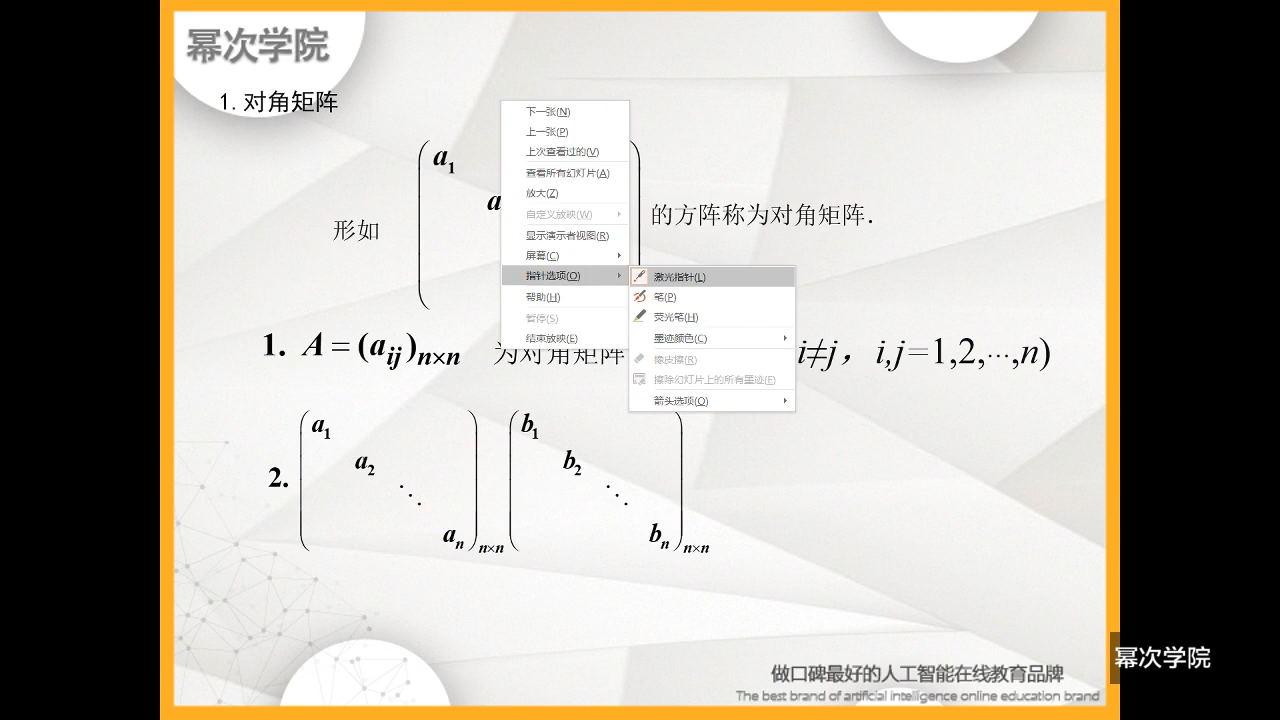 幂次学院
1. 对角矩阵
下一张(N)
上一张(P)
上次查看过的(V)
查看所有幻灯片(A)
放大(Z)
自定义放映(W)
显示演示者视图(R)
屏幕(C)
指针选项(O)
帮助(H)
暂停(S)
结束放映(E)
激光指针(L)
笔(P)
荧光笔(H)
墨迹颜色(C)
橡皮擦(R)
擦除幻灯片上的所有墨迹(E)
箭头选项(O)
a1
a
形如
的方阵称为对角矩阵.
1. A = (aij)n×n 为对角矩阵 i≠j，i,j=1,2,⋯,n)
a1 b1
a2 b2
⋱ ⋱
2.
an n×n bn n×n
做口碑最好的人工智能在线教育品牌
The best brand of artificial intelligence online education brand
幂次学院